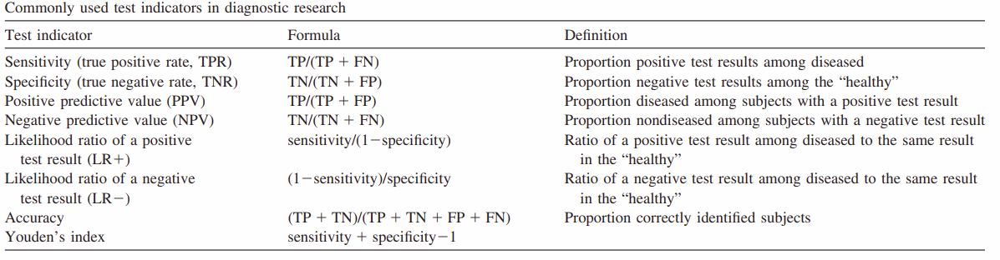 Commonly used test indicators in diagnostic research
Test indicator Formula Definition
Sensitivity (true positive rate, TPR) TP/(TP + FN) Proportion positive test results among diseased
Specificity (true negative rate, TNR) TN/(TN + FP) Proportion negative test results among the “healthy”
Positive predictive value (PPV) TP/(TP + FP) Proportion diseased among subjects with a positive test result
Negative predictive value (NPV) TN/(TN + FN) Proportion nondiseased among subjects with a negative test result
Likelihood ratio of a positive sensitivity/(1−specificity) Ratio of a positive test result among diseased to the same result
test result (LR+) in the “healthy”
Likelihood ratio of a negative (1−sensitivity)/specificity Ratio of a negative test result among diseased to the same result
test result (LR−) in the “healthy”
Accuracy (TP + TN)/(TP + TN + FP + FN) Proportion correctly identified subjects
Youden’s index sensitivity + specificity−1